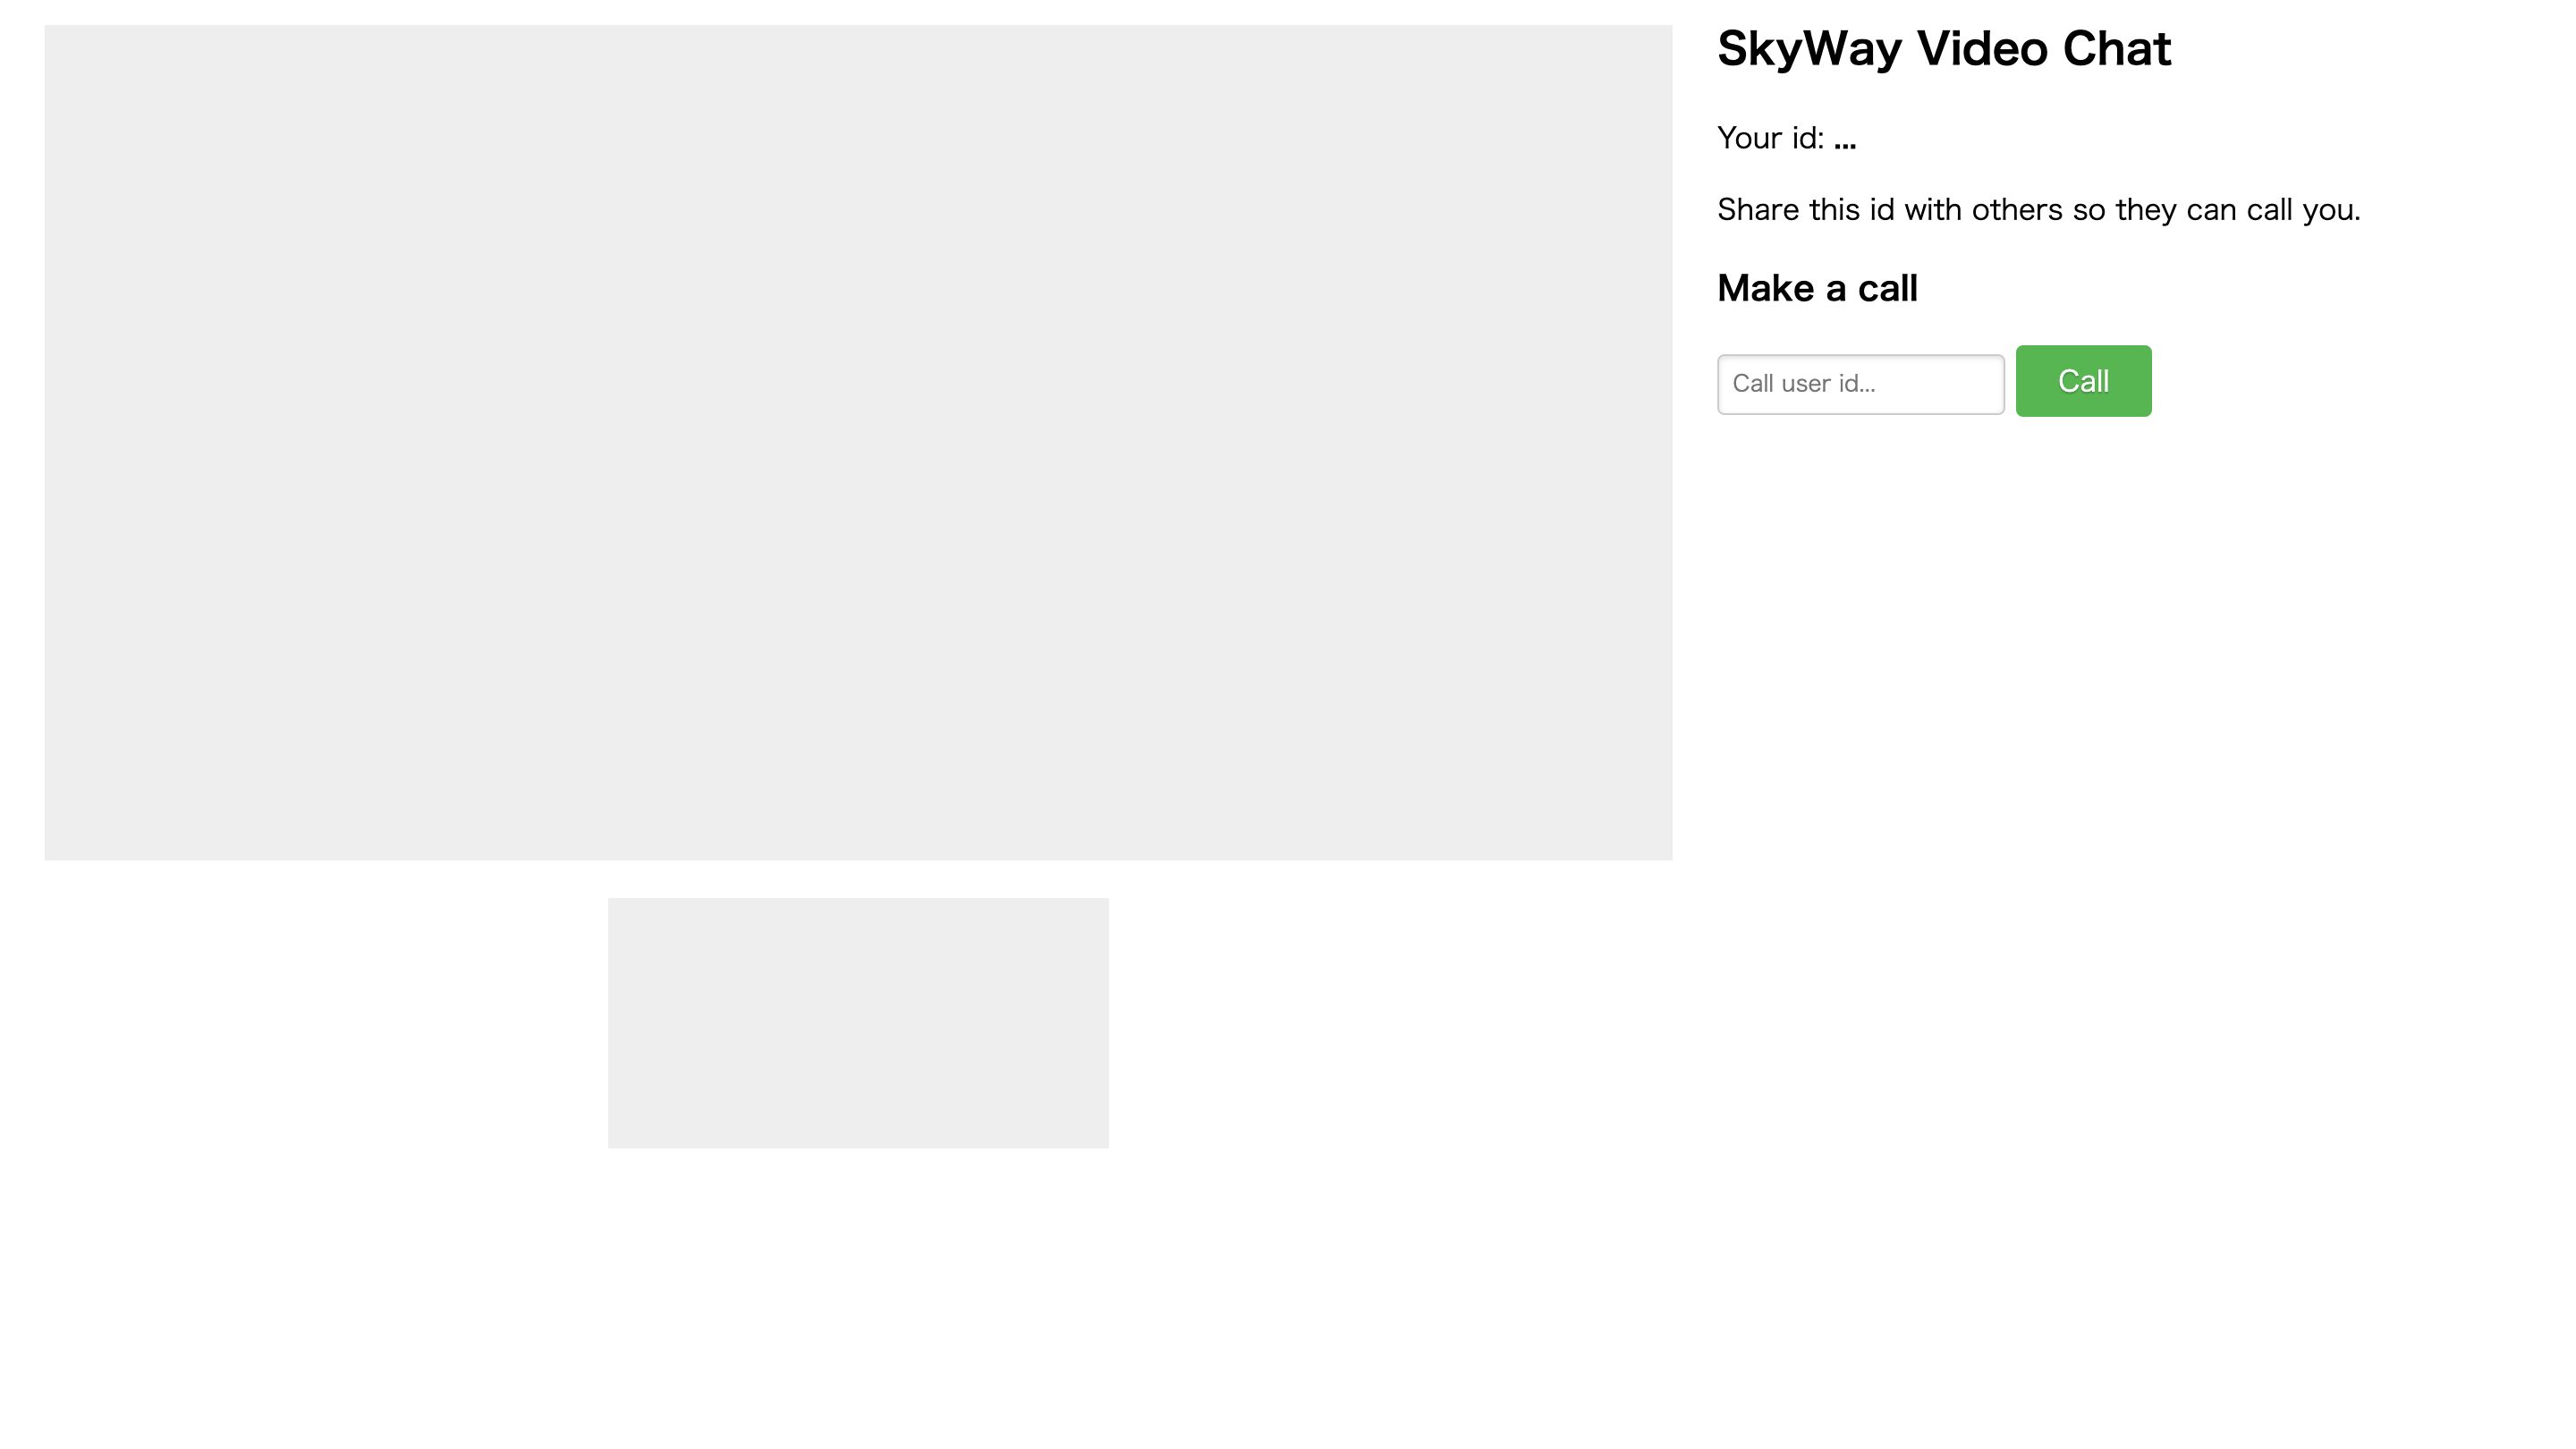 SkyWay Video Chat
Your id: ...
Share this id with others so they can call you.
Make a call
Call user id...
Call